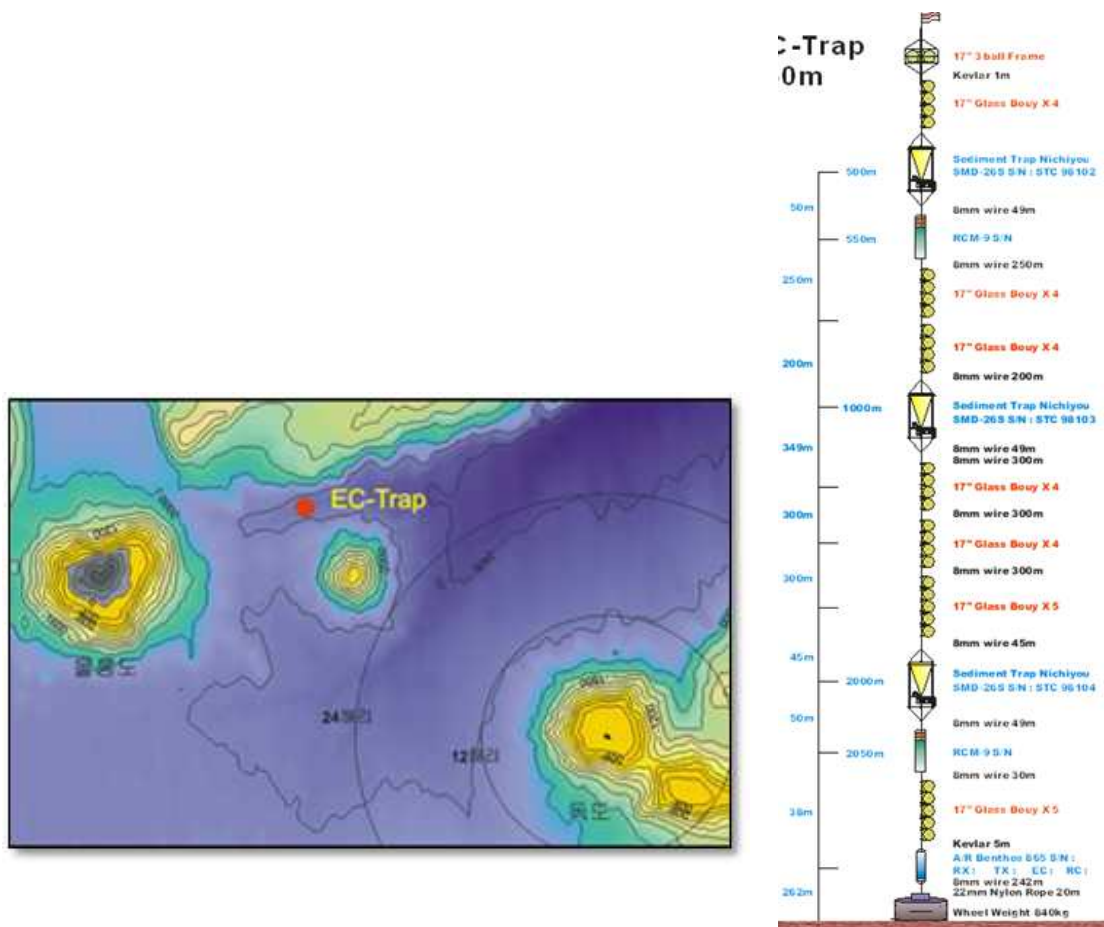 EC-Trap
울릉도
독도
24해리
12해리
C-Trap
0m
17" 3ball Frame
Kevlar 1m
17" Glass Bouy X 4
500m
Sediment Trap Nichiyou
SMD-26S S/N : STC 96102
50m
8mm wire 49m
550m
RCM-9 S/N
8mm wire 250m
250m
17" Glass Bouy X 4
17" Glass Bouy X 4
200m
8mm wire 200m
1000m
Sediment Trap Nichiyou
SMD-26S S/N : STC 98103
349m
8mm wire 49m
8mm wire 300m
17" Glass Bouy X 4
300m
8mm wire 300m
17" Glass Bouy X 4
300m
8mm wire 300m
17" Glass Bouy X 5
8mm wire 45m
45m
2000m
Sediment Trap Nichiyou
SMD-26S S/N : STC 96104
50m
8mm wire 49m
2050m
RCM-9 S/N
8mm wire 30m
38m
17" Glass Bouy X 5
Kevlar 5m
A/R Benthos 865 S/N :
RX : TX : EC : RC :
8mm wire 242m
262m
22mm Nylon Rope 20m
Wheel Weight 840kg